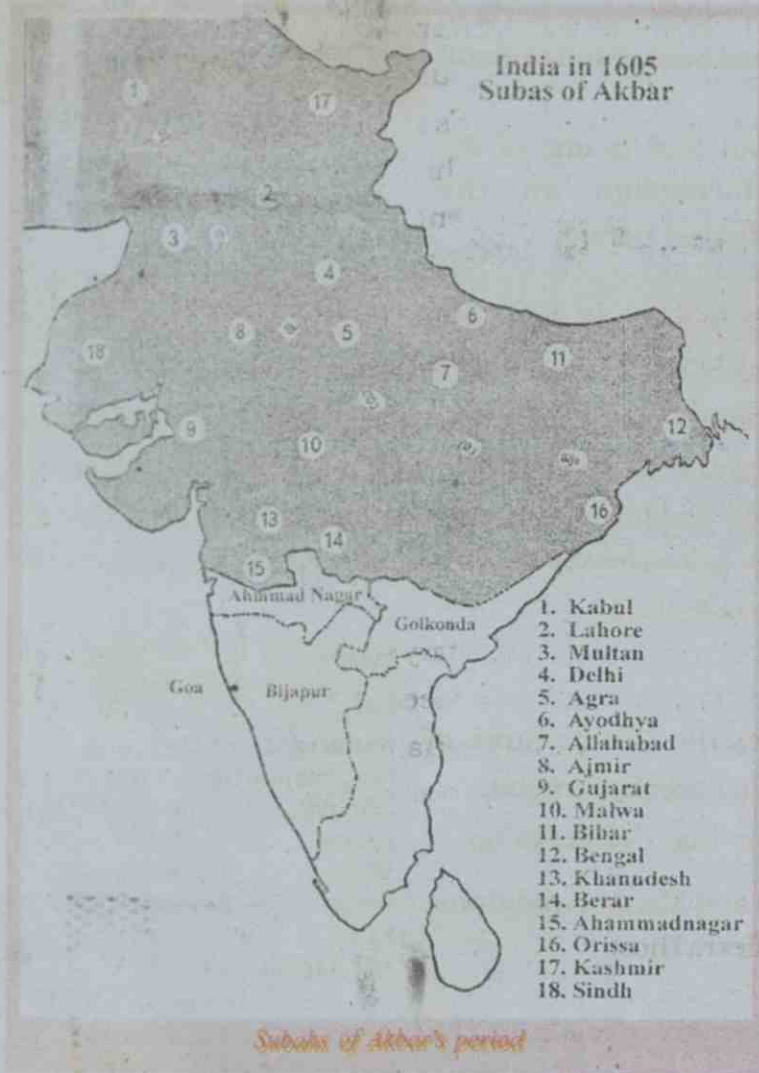 India in 1605
Subas of Akbar
1
17
2
3
4
6
18
8
5
11
7
9
10
12
13
14
16
15
Ahmmad Nagar
Golkonda
Goa
Bijapur
1. Kabul
2. Lahore
3. Multan
4. Delhi
5. Agra
6. Ayodhya
7. Allahabad
8. Ajmir
9. Gujarat
10. Malwa
11. Bihar
12. Bengal
13. Khanudesh
14. Berar
15. Ahammadnagar
16. Orissa
17. Kashmir
18. Sindh
Subahs of Akbar's period